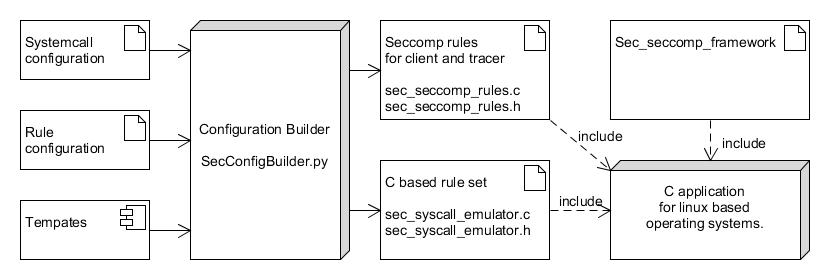 Systemcall
configuration
Rule
configuration
Tempates
Configuration Builder
SecConfigBuilder.py
Seccomp rules
for client and tracer
sec_seccomp_rules.c
sec_seccomp_rules.h
C based rule set
sec_syscall_emulator.c
sec_syscall_emulator.h
Sec_seccomp_framework
include
include
include
C application
for linux based
operating systems.